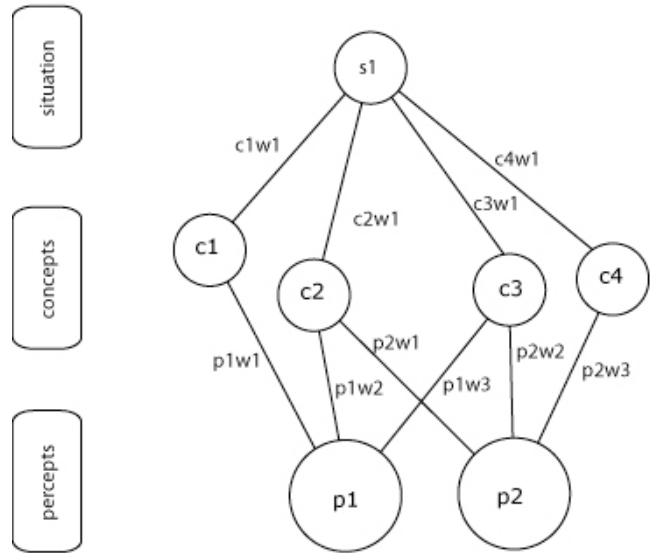 situation
s1
c1w1
c4w1
c3w1
c2w1
concepts
c1
c2
c3
c4
p2w1
p2w2
p1w1
p2w3
p1w2
p1w3
percepts
p1
p2